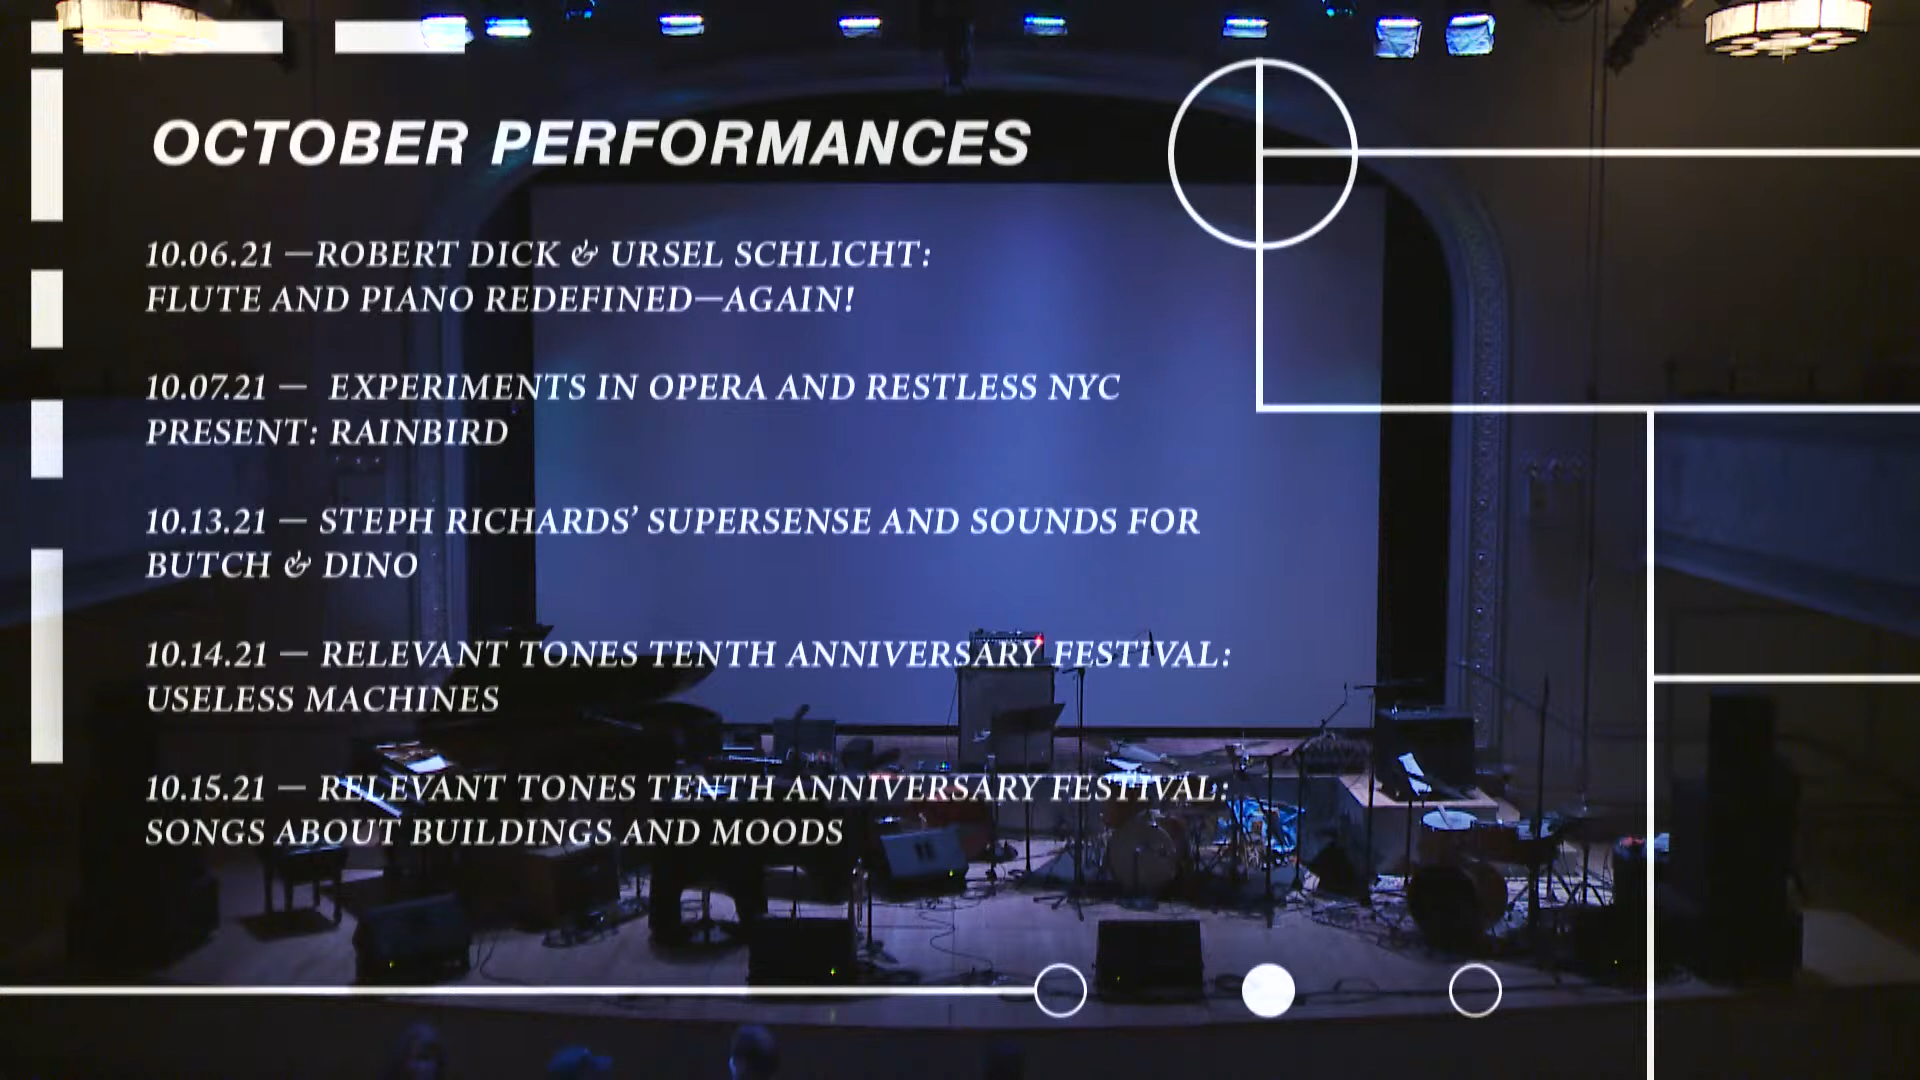 OCTOBER PERFORMANCES
10.06.21 —ROBERT DICK & URSEL SCHLICHT:
FLUTE AND PIANO REDEFINED—AGAIN!
10.07.21 — EXPERIMENTS IN OPERA AND RESTLESS NYC
PRESENT: RAINBIRD
10.13.21 — STEPH RICHARDS’ SUPERSENSE AND SOUNDS FOR
BUTCH & DINO
10.14.21 — RELEVANT TONES TENTH ANNIVERSARY FESTIVAL:
USELESS MACHINES
10.15.21 — RELEVANT TONES TENTH ANNIVERSARY FESTIVAL:
SONGS ABOUT BUILDINGS AND MOODS